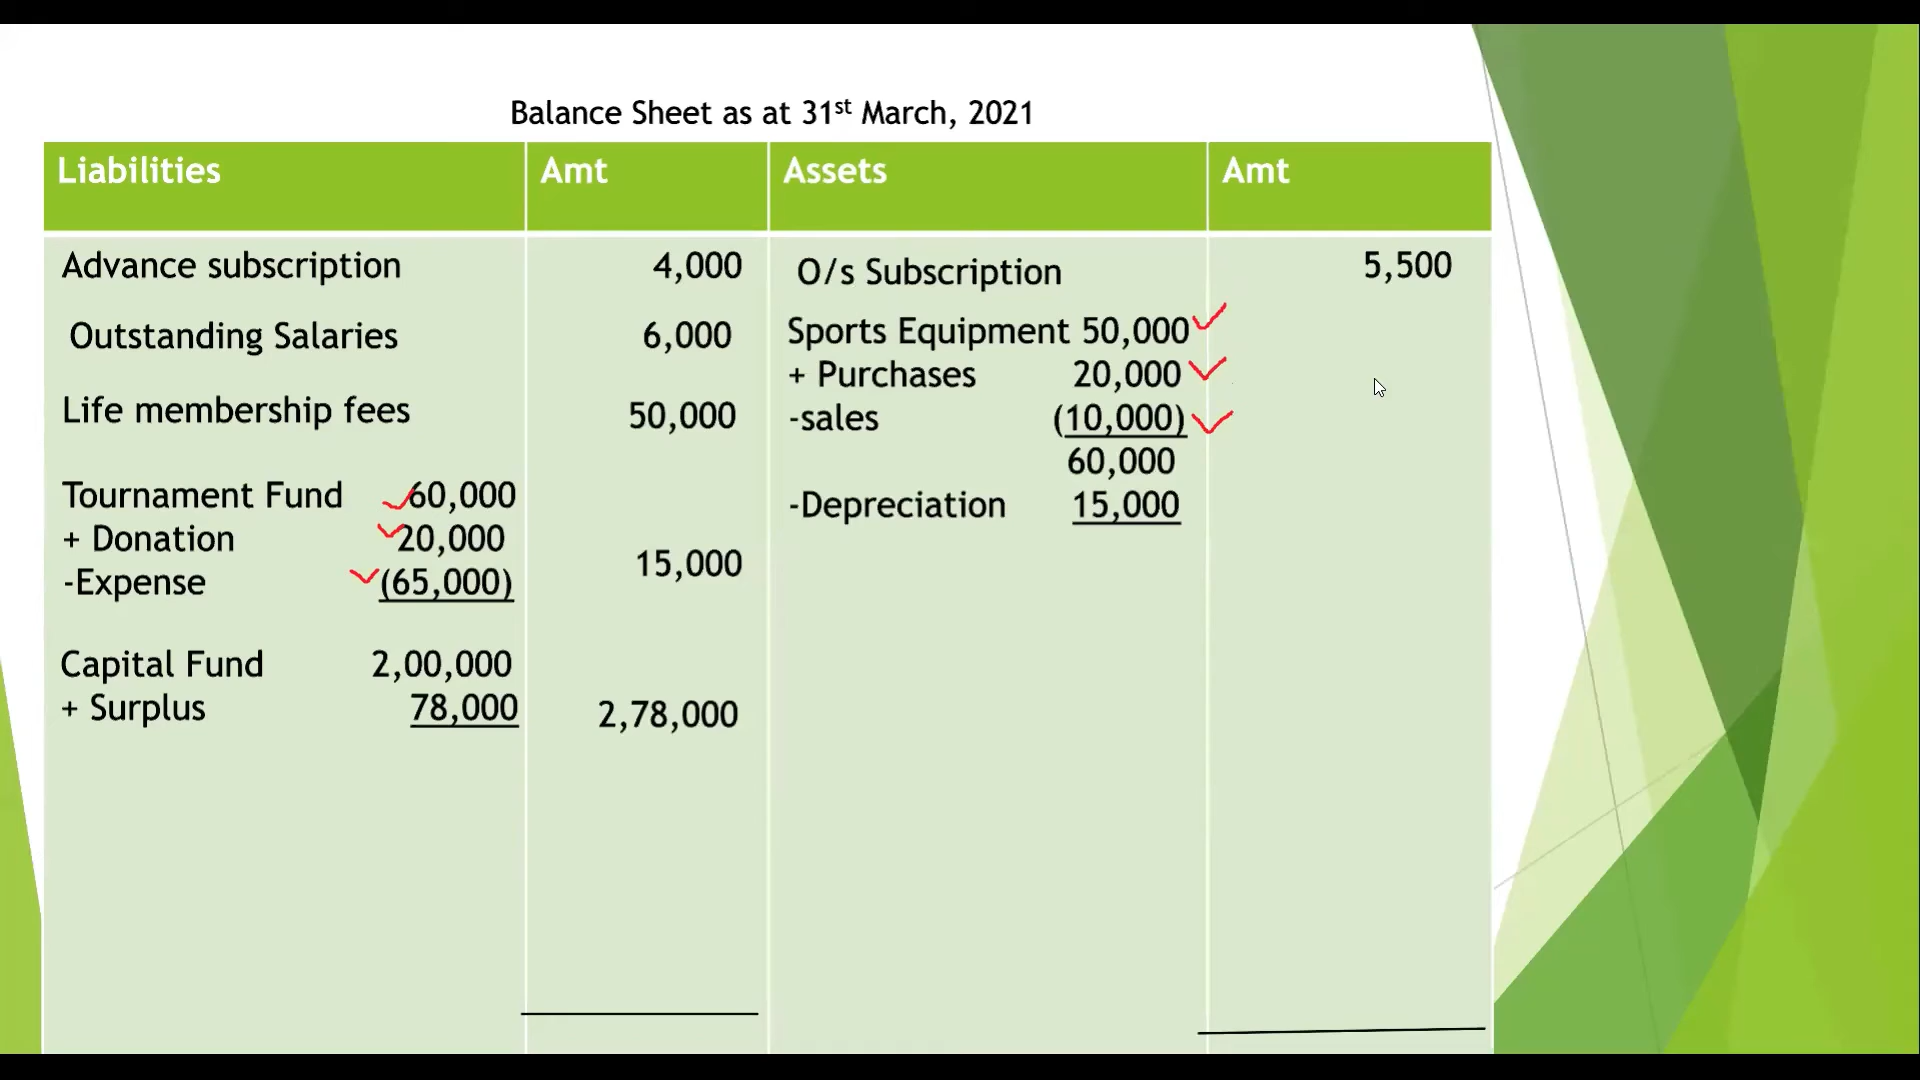 Balance Sheet as at 31st March, 2021
Liabilities Amt Assets Amt
Advance subscription 4,000 O/s Subscription 5,500
Outstanding Salaries 6,000 Sports Equipment 50,000
+ Purchases 20,000
Life membership fees 50,000 -sales (10,000)
60,000
Tournament Fund 60,000 -Depreciation 15,000
+ Donation 20,000
15,000
-Expense (65,000)
Capital Fund 2,00,000
+ Surplus 78,000 2,78,000